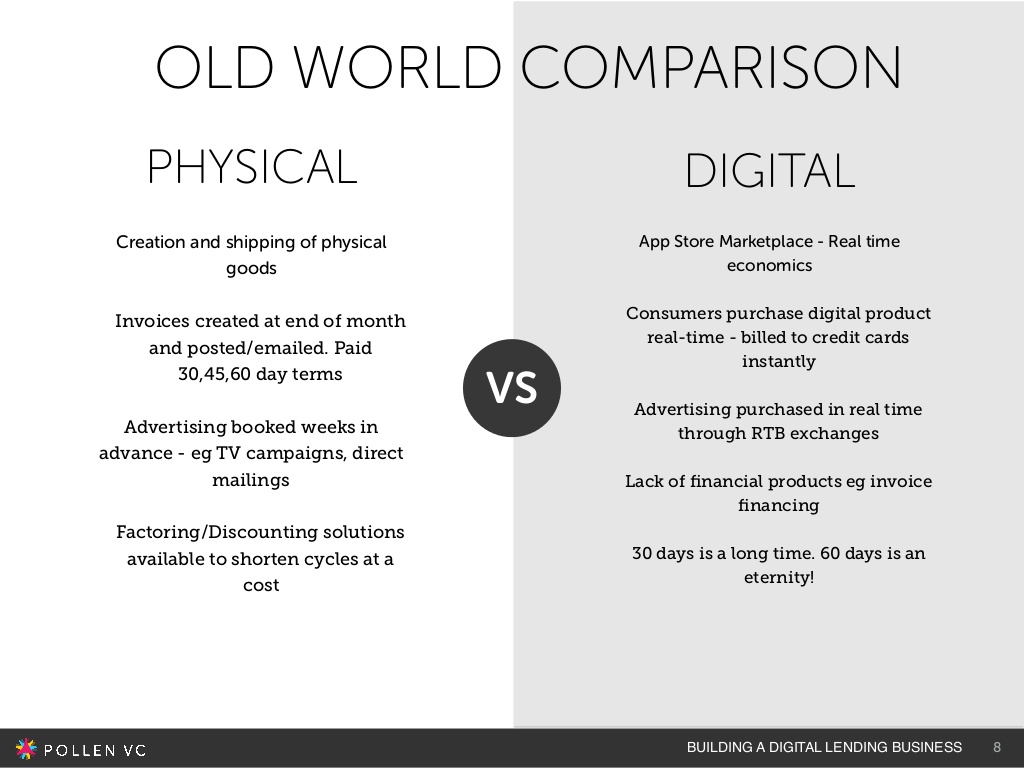 OLD WORLD COMPARISON
PHYSICAL
Creation and shipping of physical
goods
Invoices created at end of month
and posted/emailed. Paid
30,45,60 day terms
Advertising booked weeks in
advance - eg TV campaigns, direct
mailings
Factoring/Discounting solutions
available to shorten cycles at a
cost
VS
DIGITAL
App Store Marketplace - Real time
economics
Consumers purchase digital product
real-time - billed to credit cards
instantly
Advertising purchased in real time
through RTB exchanges
Lack of financial products eg invoice
financing
30 days is a long time. 60 days is an
eternity!
POLLEN VC
BUILDING A DIGITAL LENDING BUSINESS 8